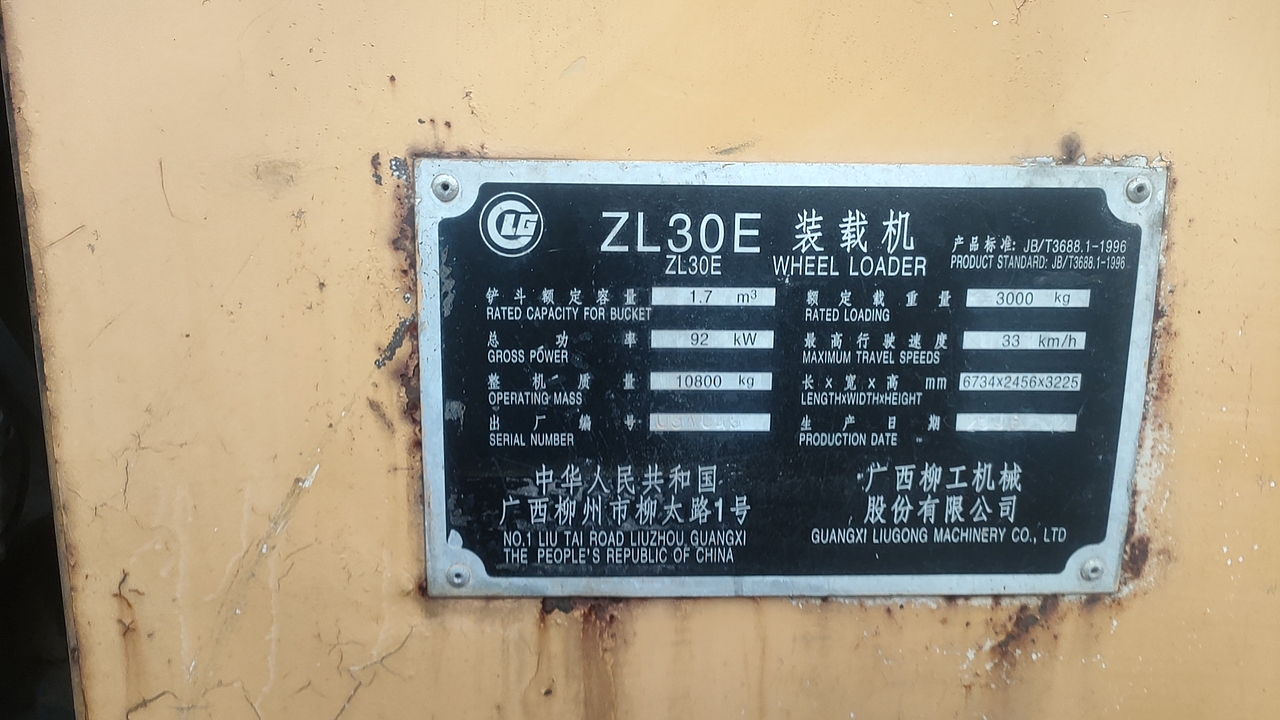 CLG
ZL30E 装载机
ZL30E WHEEL LOADER
产品标准: JB/T3688.1-1996
PRODUCT STANDARD: JB/T3688.1-1996
铲斗额定容量 1.7 m³
RATED CAPACITY FOR BUCKET
额定载重量 3000 kg
RATED LOADING
总功率 92 kW
GROSS POWER
最高行驶速度 33 km/h
MAXIMUM TRAVEL SPEEDS
整机质量 10800 kg
OPERATING MASS
长×宽×高 mm 6734x2456x3225
LENGTH×WIDTH×HEIGHT
出厂编号
SERIAL NUMBER
生产日期
PRODUCTION DATE
中华人民共和国
广西柳州市柳太路1号
NO.1 LIU TAI ROAD LIUZHOU, GUANGXI
THE PEOPLE'S REPUBLIC OF CHINA
广西柳工机械
股份有限公司
GUANGXI LIUGONG MACHINERY CO., LTD